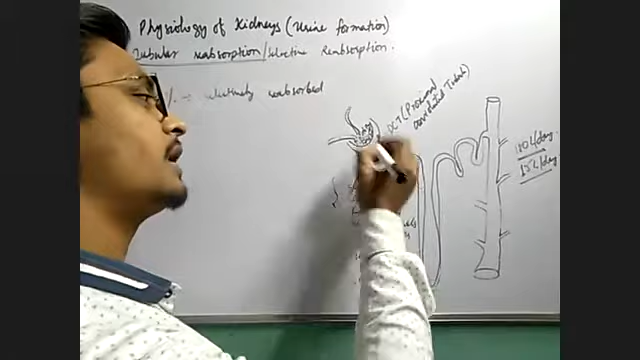 Physiology of Kidneys (Urine formation)
Tubular reabsorption / Selective Reabsorption.
% → selectively reabsorbed
PCT (Proximal
convoluted Tubule)
180 L/day.
1.5 L/day